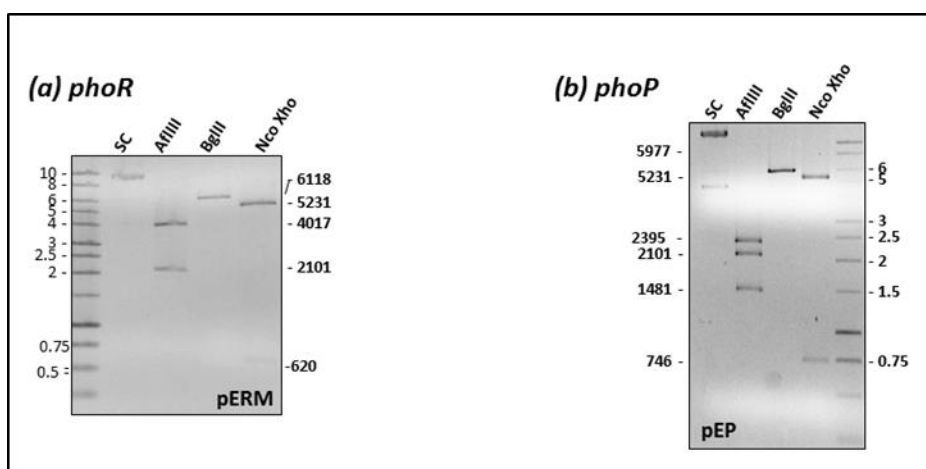 (a) phoR
SC
AflIII
BglII
Nco Xho
10 -
8 -
6 -
5 -
4 -
3 -
2.5 -
2 -
0.75
0.5 -
6118
- 5231
- 4017
- 2101
-620
pERM
(b) phoP
SC
AflIII
BglII
Nco Xho
5977 -
5231 -
2395 -
2101 -
1481 -
746 -
- 6
- 5
- 3
- 2.5
- 2
- 1.5
- 0.75
pEP